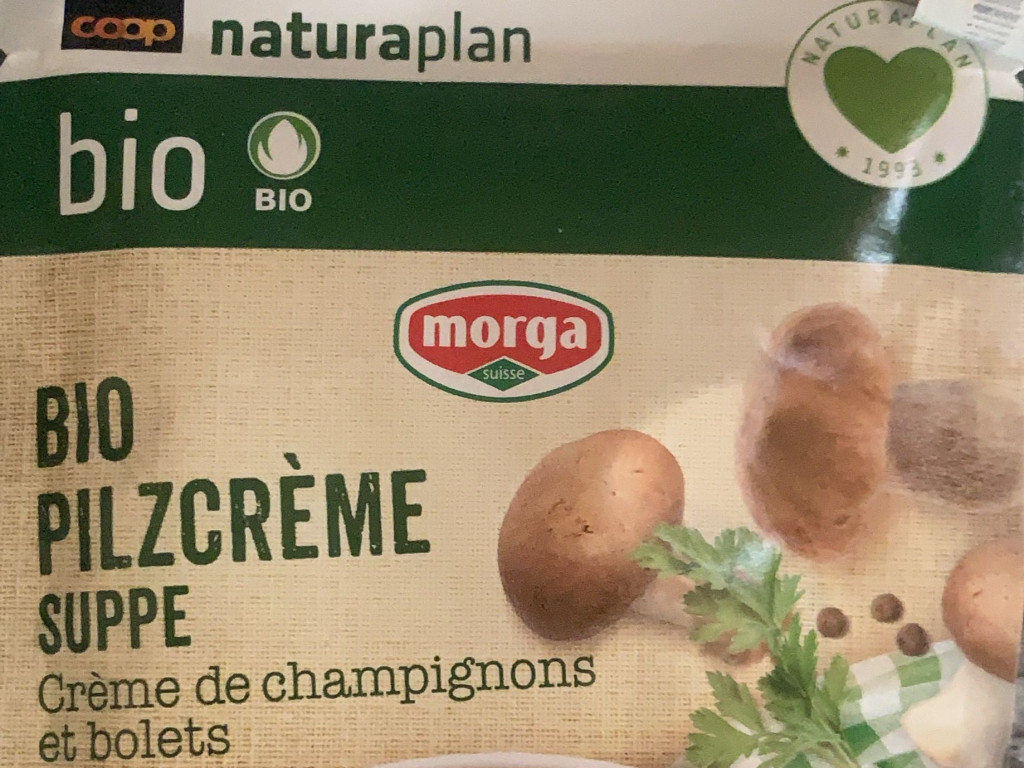 coop naturaplan
NATURAPLAN
1993
bio
BIO
morga
suisse
BIO
PILZCRÈME
SUPPE
Crème de champignons
et bolets